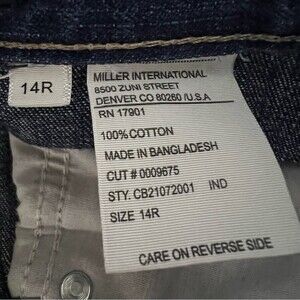 14R
MILLER INTERNATIONAL
8500 ZUNI STREET
DENVER CO 80260 /U.S.A
RN 17901
100% COTTON
MADE IN BANGLADESH
CUT # 0009675
STY. CB21072001 IND
SIZE 14R
CARE ON REVERSE SIDE